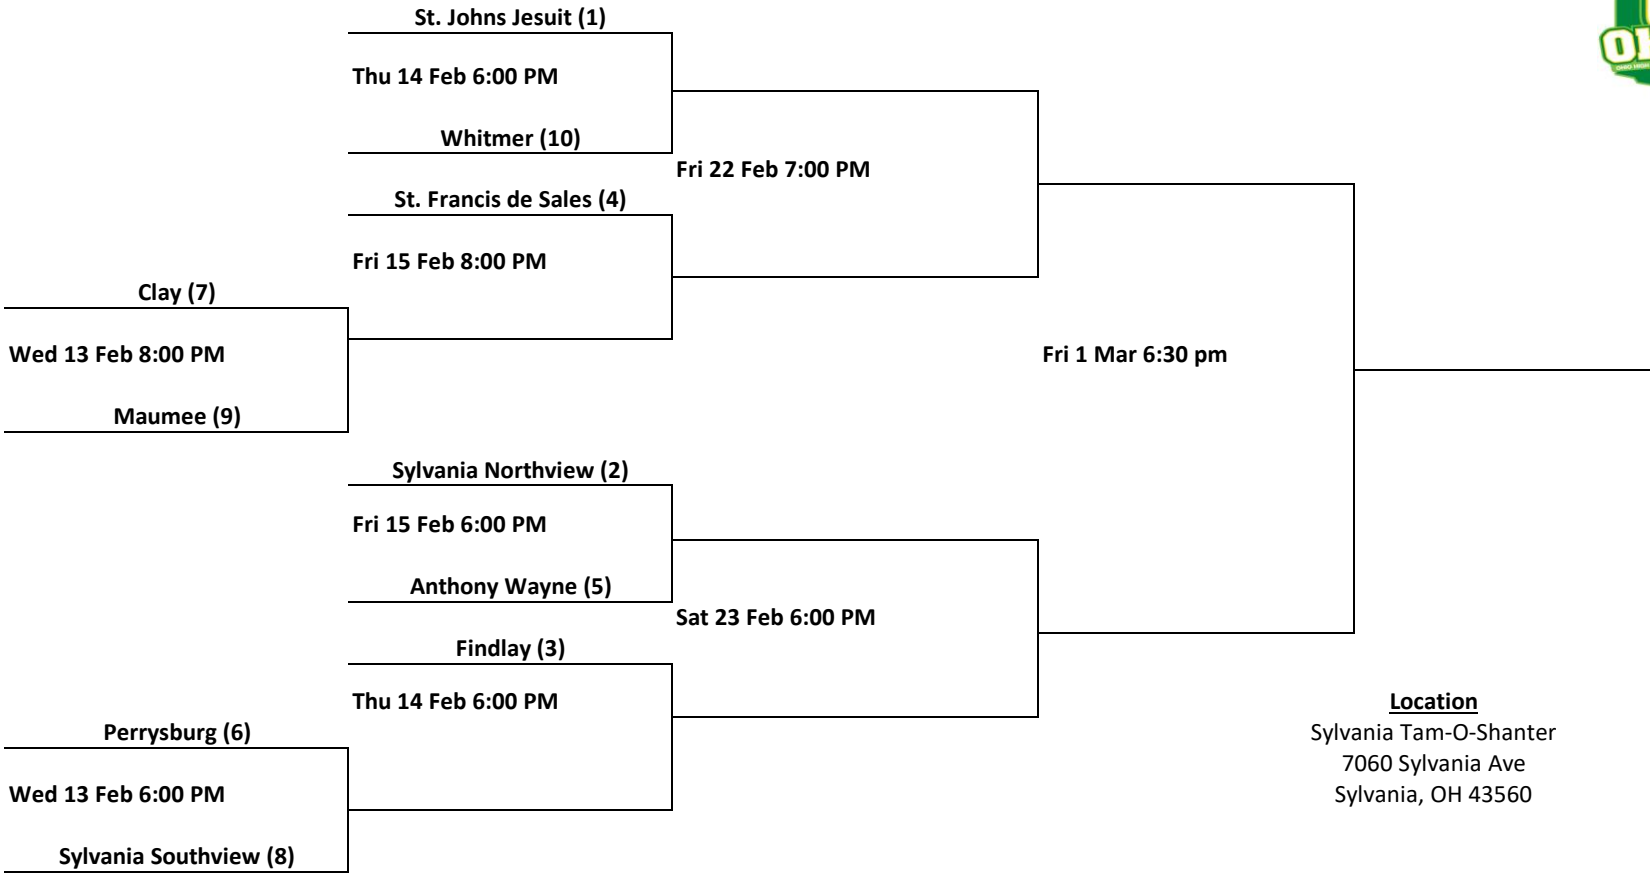 St. Johns Jesuit (1)
Thu 14 Feb 6:00 PM
Whitmer (10)
Fri 22 Feb 7:00 PM
St. Francis de Sales (4)
Fri 15 Feb 8:00 PM
Clay (7)
Wed 13 Feb 8:00 PM
Maumee (9)
Fri 1 Mar 6:30 pm
Sylvania Northview (2)
Fri 15 Feb 6:00 PM
Anthony Wayne (5)
Sat 23 Feb 6:00 PM
Findlay (3)
Thu 14 Feb 6:00 PM
Perrysburg (6)
Wed 13 Feb 6:00 PM
Sylvania Southview (8)
Location
Sylvania Tam-O-Shanter
7060 Sylvania Ave
Sylvania, OH 43560